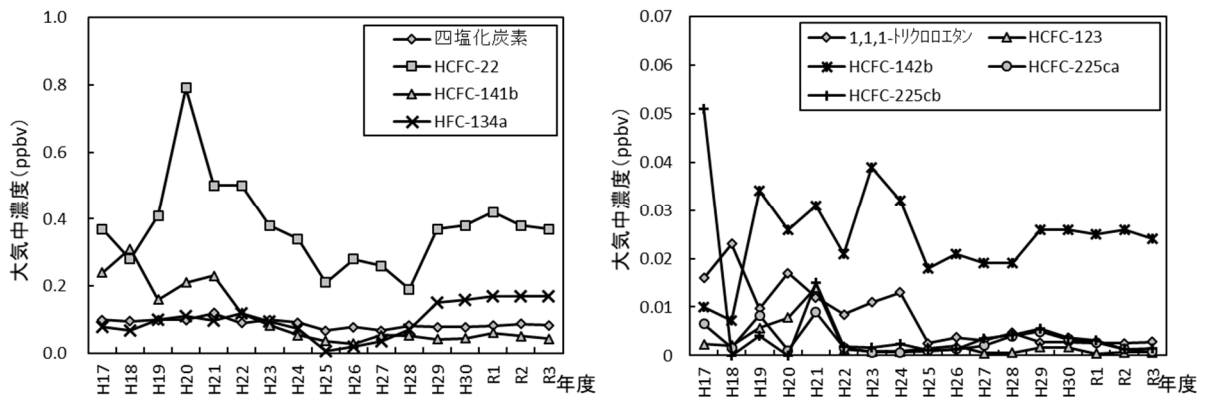 1.0
0.8
0.6
0.4
0.2
0.0
大気中濃度(ppbv)
四塩化炭素
HCFC-22
HCFC-141b
HFC-134a
H17 H18 H19 H20 H21 H22 H23 H24 H25 H26 H27 H28 H29 H30 R1 R2 R3 年度
0.07
0.06
0.05
0.04
0.03
0.02
0.01
0
大気中濃度(ppbv)
1,1,1-トリクロロエタン HCFC-123
HCFC-142b HCFC-225ca
HCFC-225cb
H17 H18 H19 H20 H21 H22 H23 H24 H25 H26 H27 H28 H29 H30 R1 R2 R3 年度